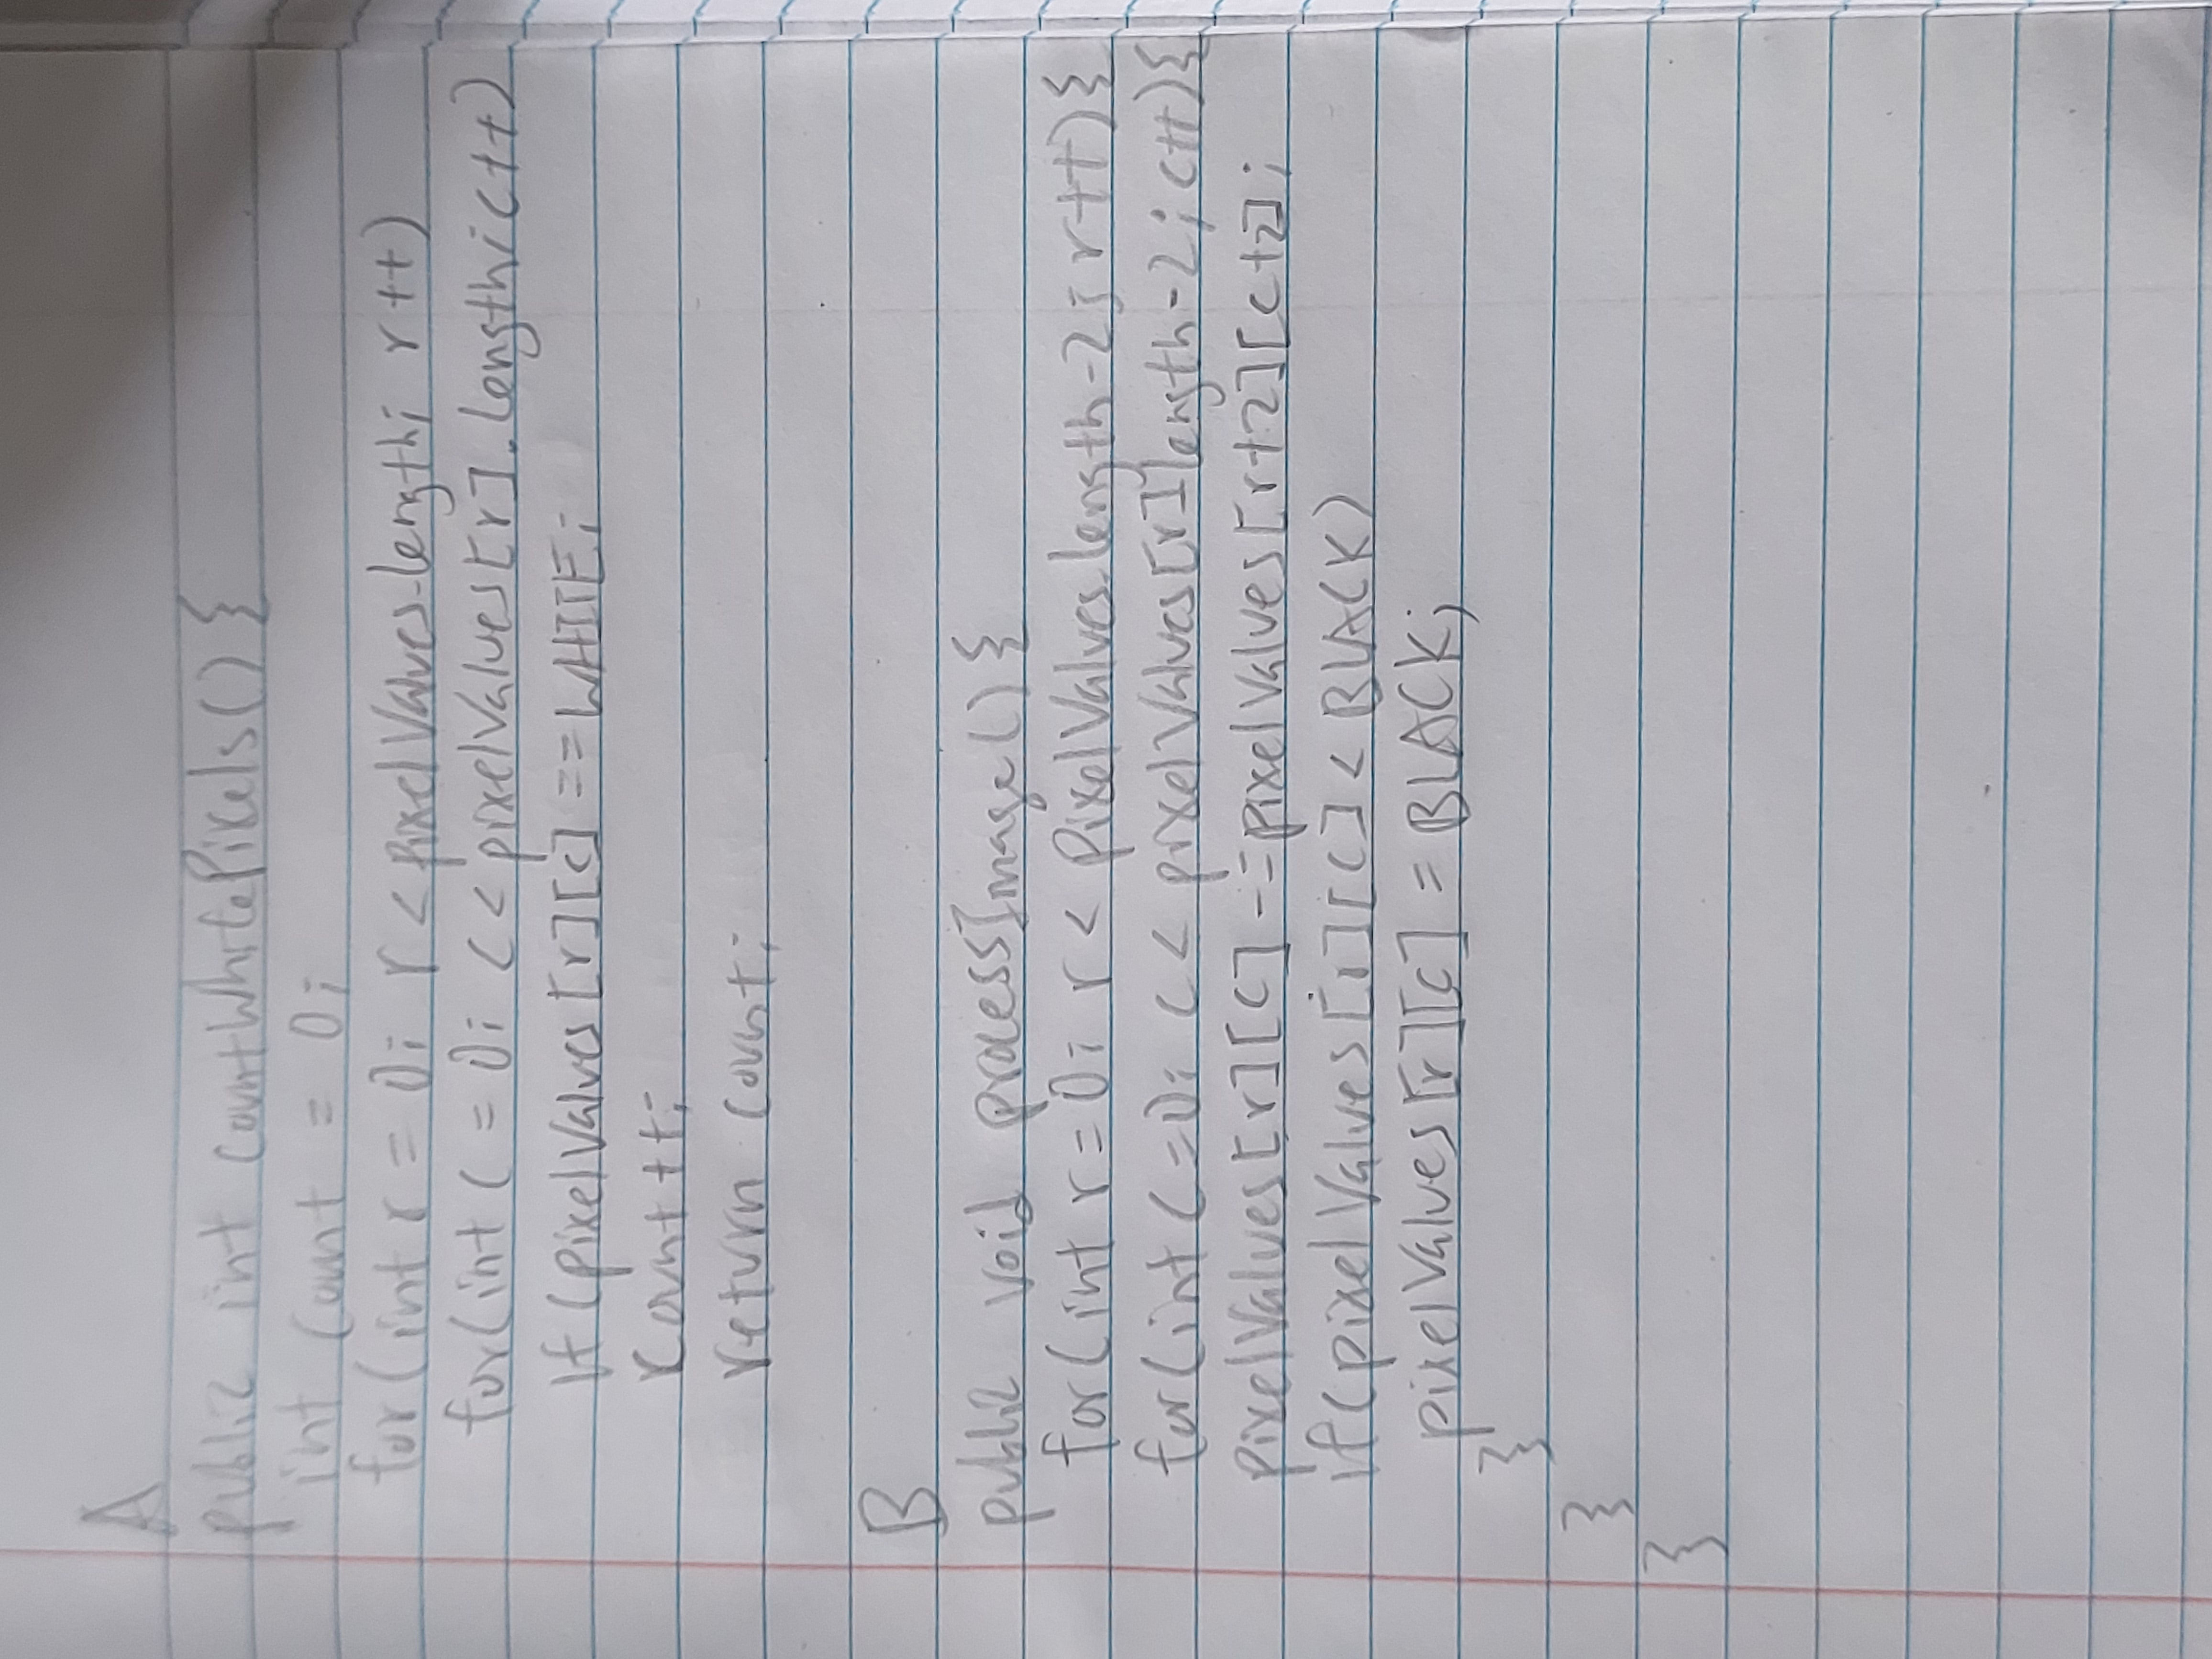 A
public int countWhitePixels() {
int count = 0;
for (int r = 0; r < pixelValues.length; r++)
for (int c = 0; c < pixelValues[r].length; c++)
if (pixelValues[r][c] == WHITE;
count++;
return count;
B
public void processImage() {
for (int r = 0; r < pixelValues.length-2; r++) {
for (int c = 0; c < pixelValues[r]length-2; c++) {
pixelValues[r][c] -= pixelValues[r+2][c+2];
if (pixelValues[r][c] < BLACK)
pixelValues[r][c] = BLACK;
}
}
}